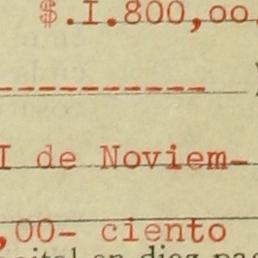 $.I.800,oo
----------
I de Noviem-
,00- ciento